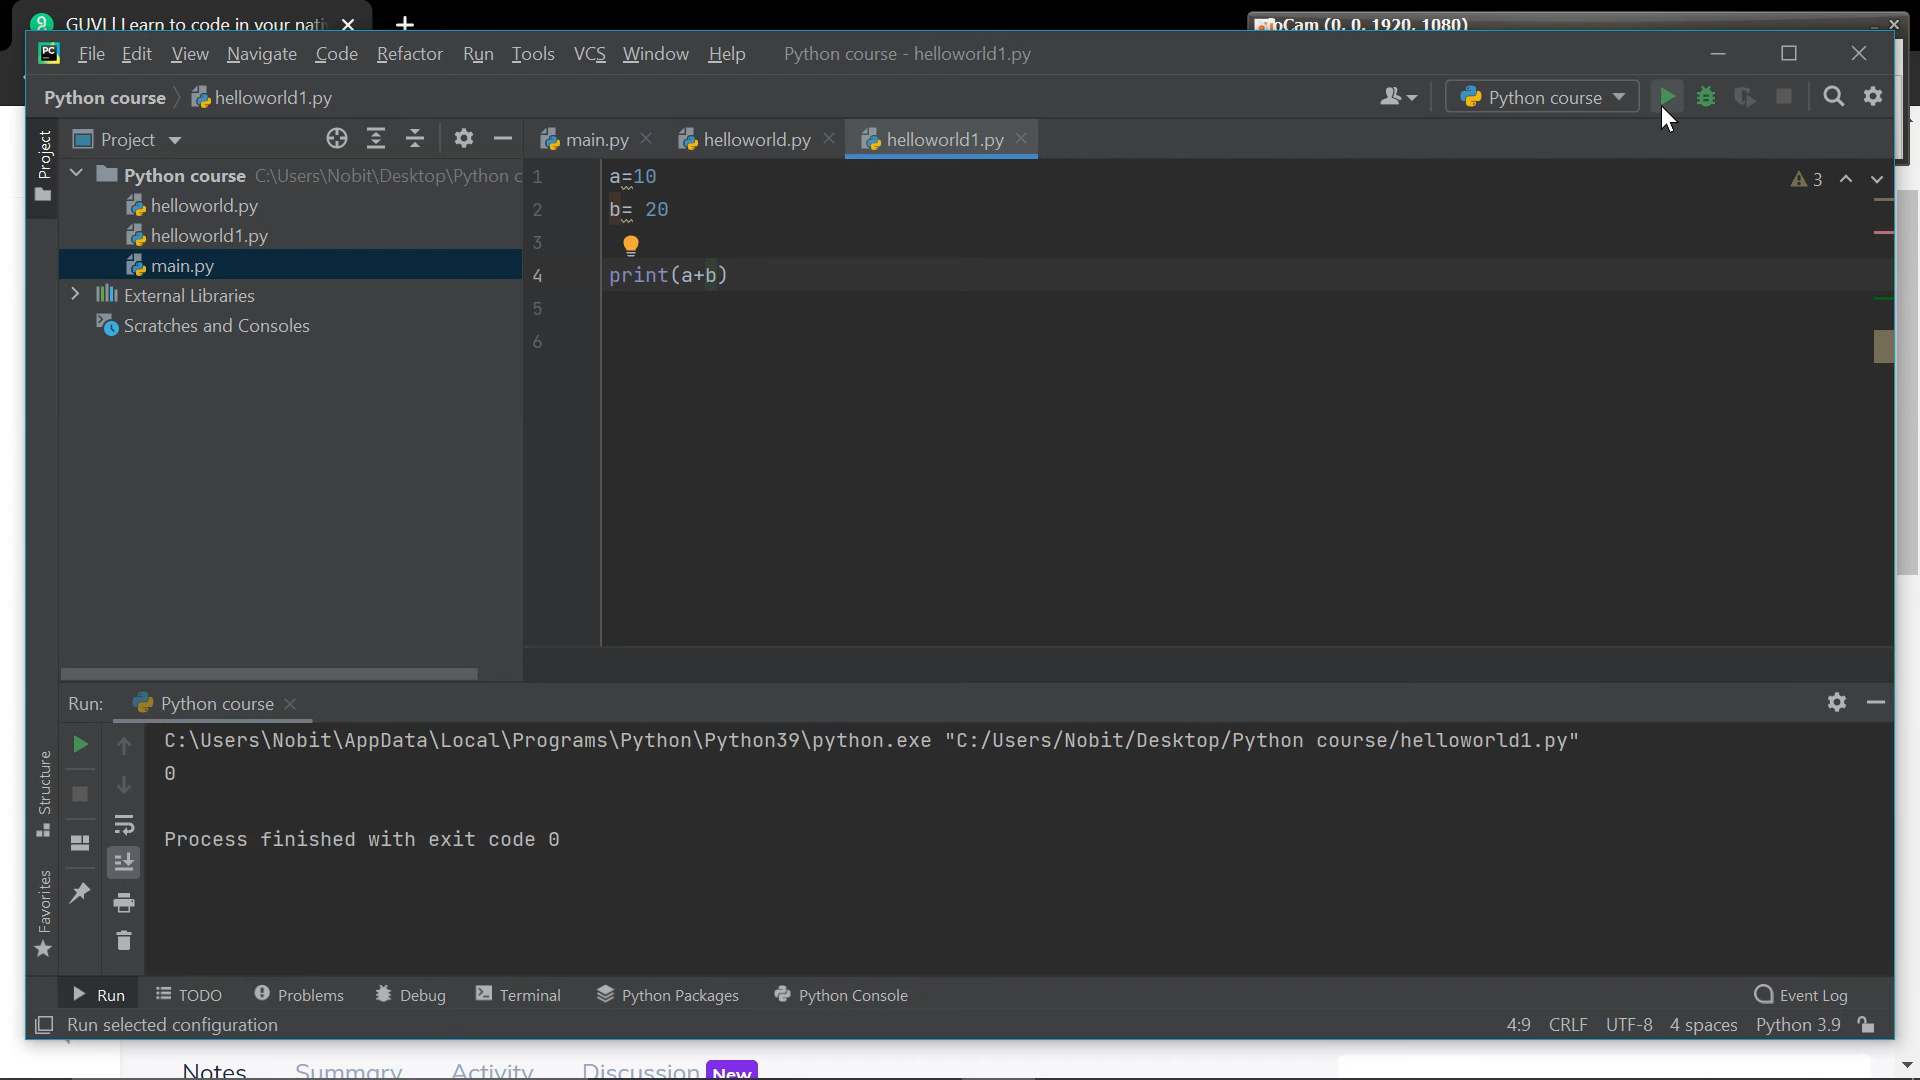 GUVI | Learn to code in your nati
oCam (0, 0, 1920, 1080)
PC File Edit View Navigate Code Refactor Run Tools VCS Window Help Python course - helloworld1.py
Python course helloworld1.py Python course
Project Project main.py helloworld.py helloworld1.py
Python course C:\Users\Nobit\Desktop\Python c
helloworld.py
helloworld1.py
main.py
External Libraries
Scratches and Consoles
1 a=10
2 b= 20
3
4 print(a+b)
5
6
3
Structure
Favorites
Run: Python course
C:\Users\Nobit\AppData\Local\Programs\Python\Python39\python.exe "C:/Users/Nobit/Desktop/Python course/helloworld1.py"
0
Process finished with exit code 0
Run TODO Problems Debug Terminal Python Packages Python Console Event Log
Run selected configuration 4:9 CRLF UTF-8 4 spaces Python 3.9
Notes Summary Activity Discussion New